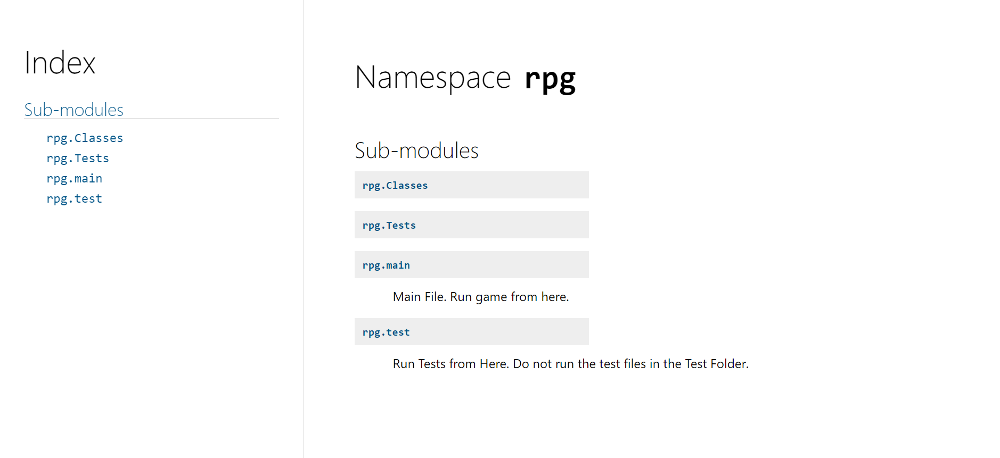 Index
Sub-modules
rpg.Classes
rpg.Tests
rpg.main
rpg.test
Namespace rpg
Sub-modules
rpg.Classes
rpg.Tests
rpg.main
Main File. Run game from here.
rpg.test
Run Tests from Here. Do not run the test files in the Test Folder.